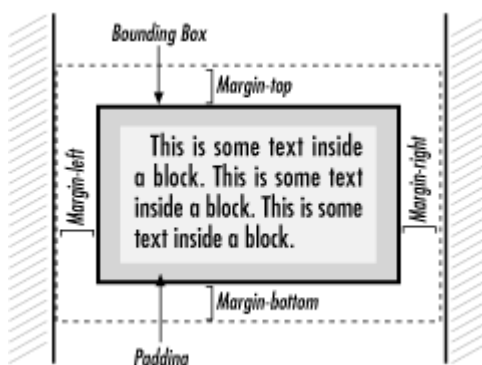 Bounding Box
Margin-top
This is some text inside
a block. This is some text
inside a block. This is some
text inside a block.
Margin-left
Margin-right
Margin-bottom
Padding